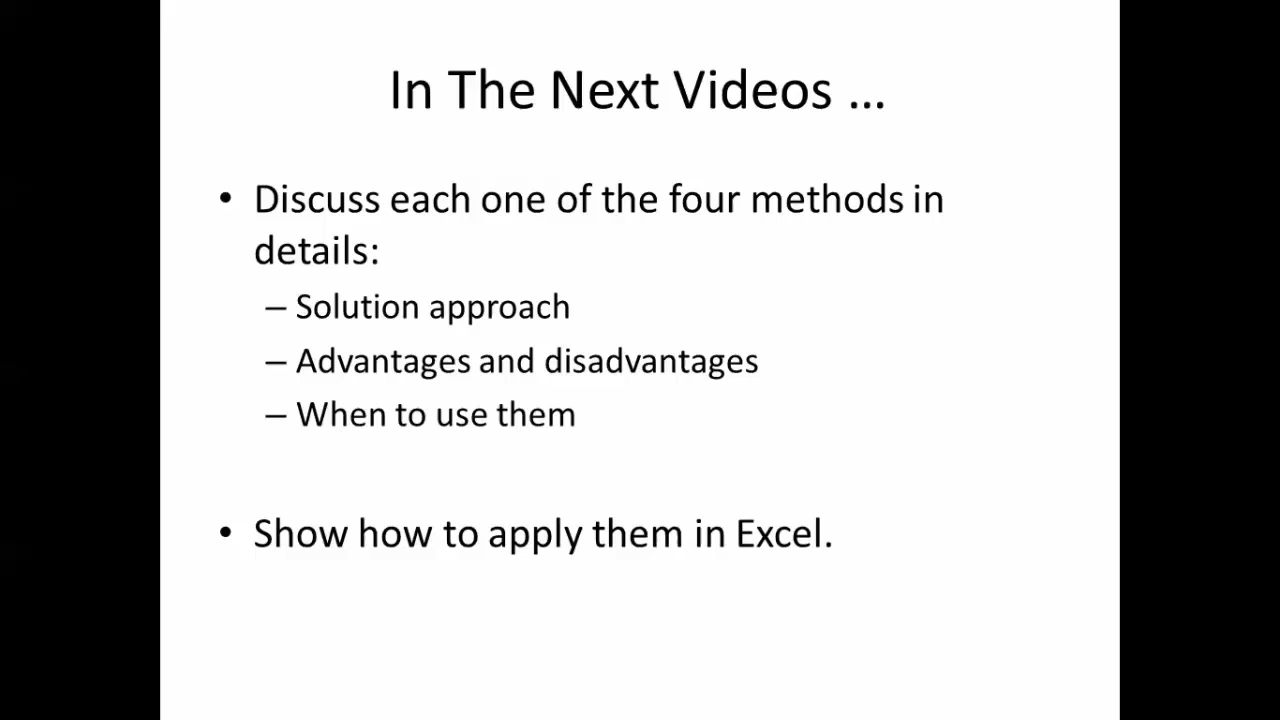 In The Next Videos ...
• Discuss each one of the four methods in
details:
– Solution approach
– Advantages and disadvantages
– When to use them
• Show how to apply them in Excel.